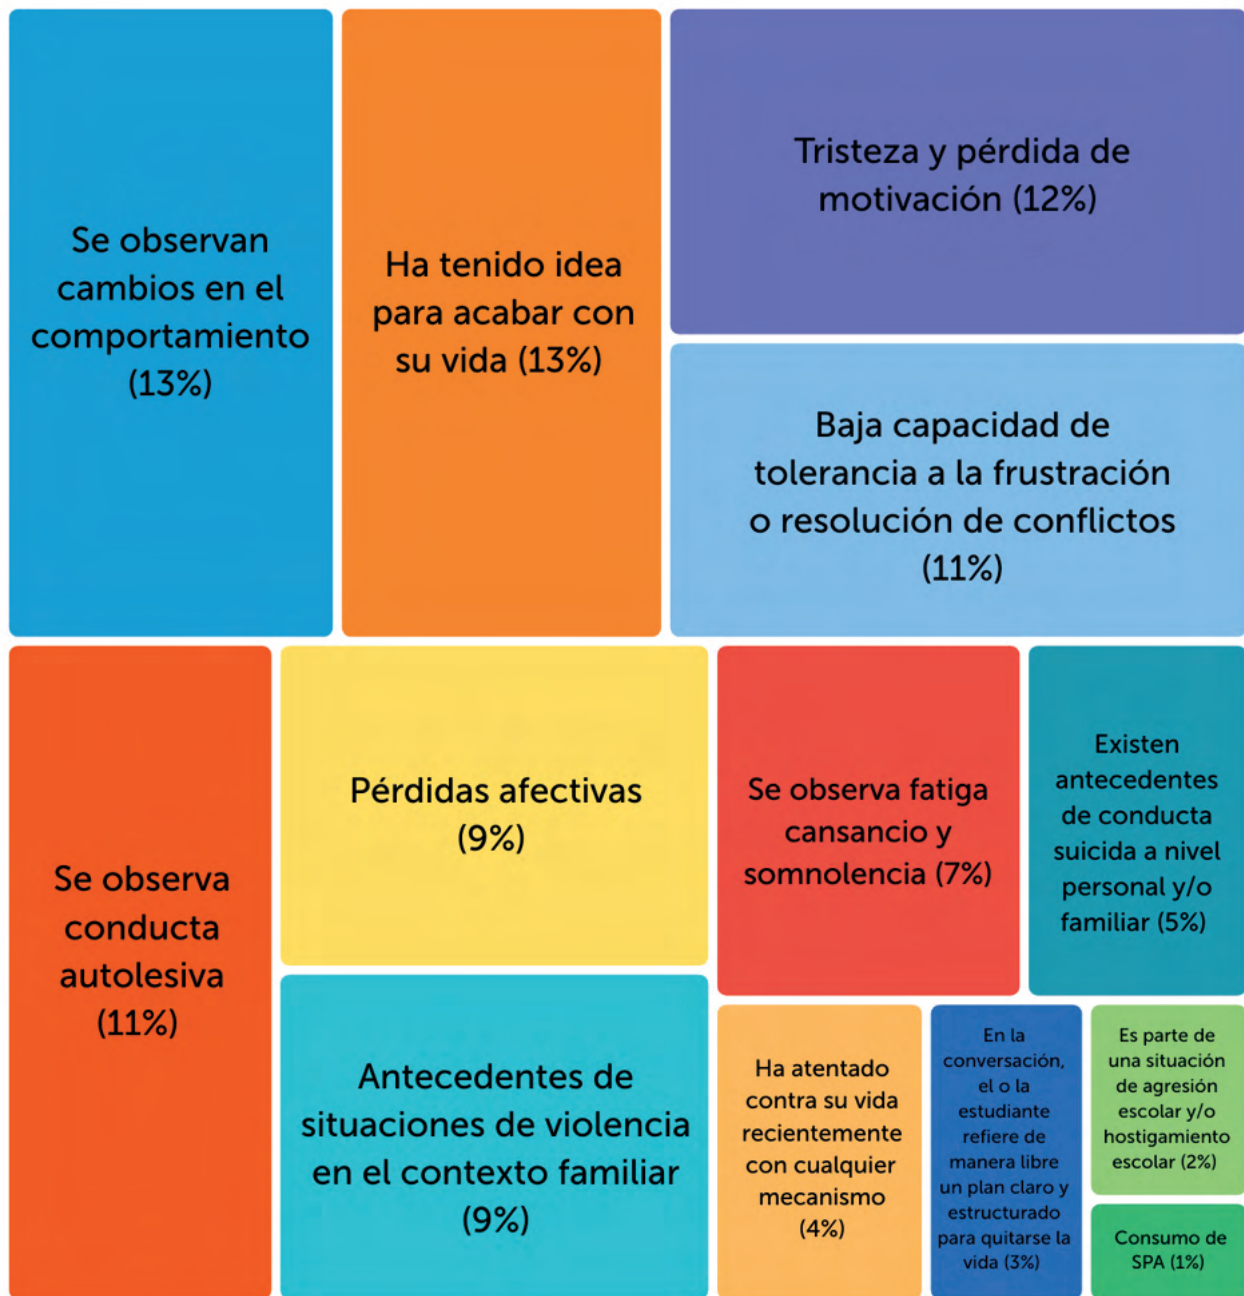 Se observan
cambios en el
comportamiento
(13%)
Ha tenido idea
para acabar con
su vida (13%)
Tristeza y pérdida de
motivación (12%)
Baja capacidad de
tolerancia a la frustración
o resolución de conflictos
(11%)
Se observa
conducta
autolesiva
(11%)
Pérdidas afectivas
(9%)
Antecedentes de
situaciones de violencia
en el contexto familiar
(9%)
Se observa fatiga
cansancio y
somnolencia (7%)
Existen
antecedentes
de conducta
suicida a nivel
personal y/o
familiar (5%)
Ha atentado
contra su vida
recientemente
con cualquier
mecanismo
(4%)
En la
conversación,
el o la
estudiante
refiere de
manera libre
un plan claro y
estructurado
para quitarse la
vida (3%)
Es parte de
una situación
de agresión
escolar y/o
hostigamiento
escolar (2%)
Consumo de
SPA (1%)